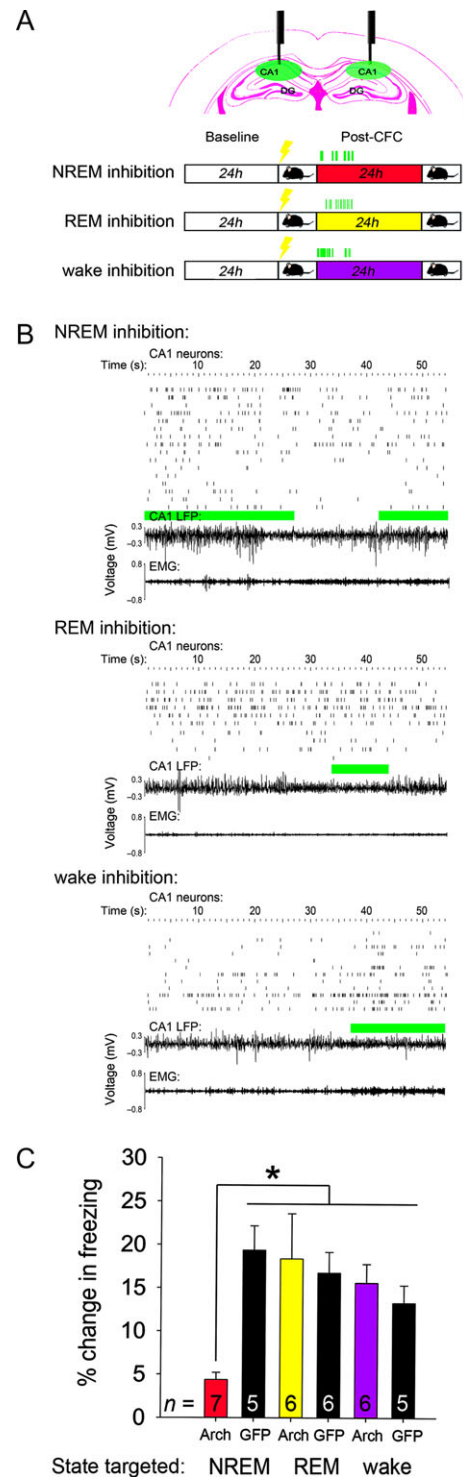 A
CA1 CA1
DG DG
Baseline Post-CFC
NREM inhibition 24h 24h
REM inhibition 24h 24h
wake inhibition 24h 24h
B
NREM inhibition:
CA1 neurons:
Time (s): 10 20 30 40 50
CA1 LFP:
0.3
-0.3
EMG:
0.8
-0.8
Voltage (mV)
REM inhibition:
CA1 neurons:
Time (s): 10 20 30 40 50
CA1 LFP:
0.3
-0.3
EMG:
0.8
-0.8
Voltage (mV)
wake inhibition:
CA1 neurons:
Time (s): 10 20 30 40 50
CA1 LFP:
0.3
-0.3
EMG:
0.8
-0.8
Voltage (mV)
C
% change in freezing
30
25
20
15
10
5
0
*
n = 7 5 6 6 6 5
Arch GFP Arch GFP Arch GFP
State targeted: NREM REM wake